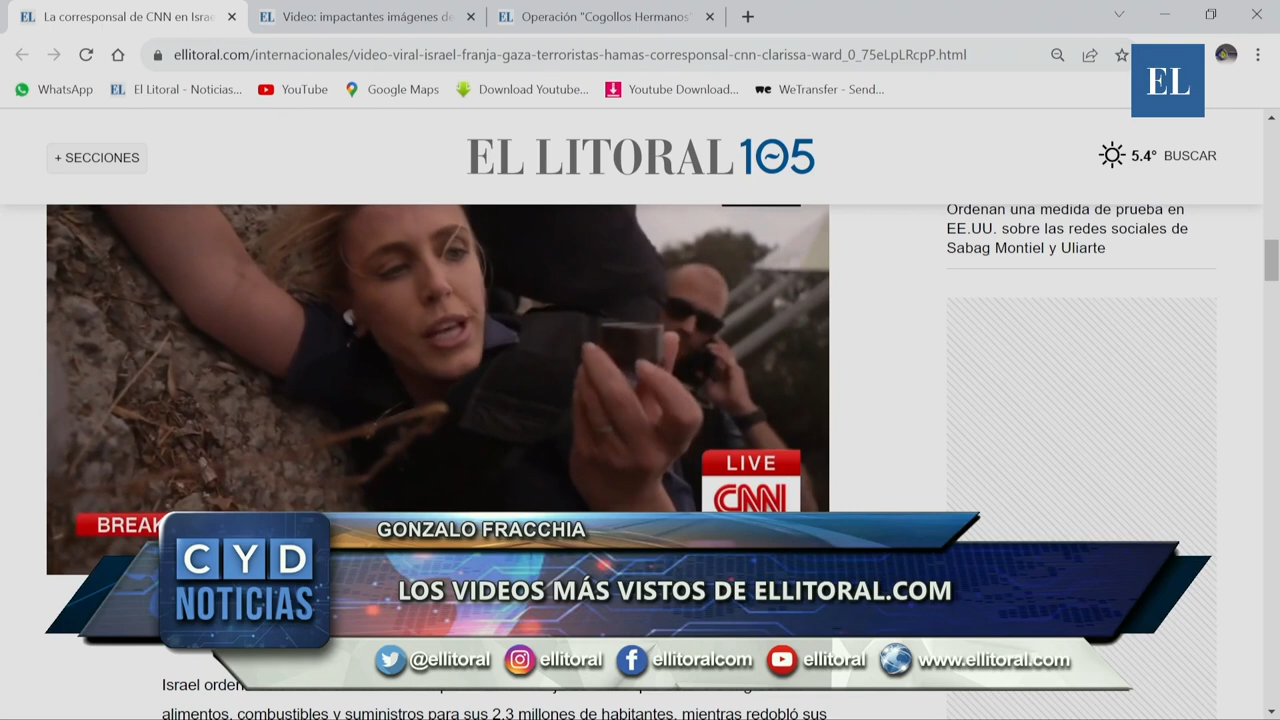 La corresponsal de CNN en Isra
Video: impactantes imágenes de
Operación "Cogollos Hermanos"
ellitoral.com/internacionales/video-viral-israel-franja-gaza-terroristas-hamas-corresponsal-cnn-clarissa-ward_0_75eLpLRcpP.html
WhatsApp
EL El Litoral - Noticias...
YouTube
Google Maps
Download Youtube...
Youtube Download...
we WeTransfer - Send...
EL
+ SECCIONES
EL LITORAL 105
5.4° BUSCAR
Ordenan una medida de prueba en
EE.UU. sobre las redes sociales de
Sabag Montiel y Uliarte
LIVE
CNN
BREAK
GONZALO FRACCHIA
CYD
NOTICIAS
LOS VIDEOS MÁS VISTOS DE ELLITORAL.COM
@ellitoral ellitoral ellitoralcom ellitoral www.ellitoral.com
Israel orden
alimentos, combustibles y suministros para sus 2,3 millones de habitantes, mientras redobló sus